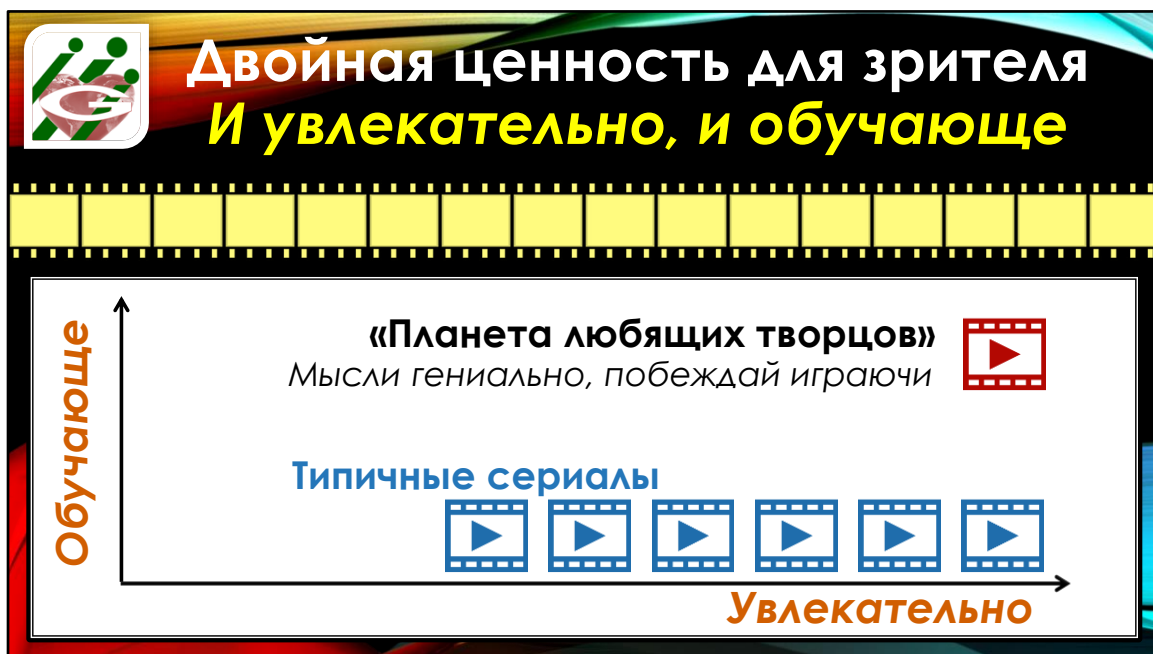 Двойная ценность для зрителя
И увлекательно, и обучающе
G
Обучающе
«Планета любящих творцов»
Мысли гениально, побеждай играючи
Типичные сериалы
Увлекательно